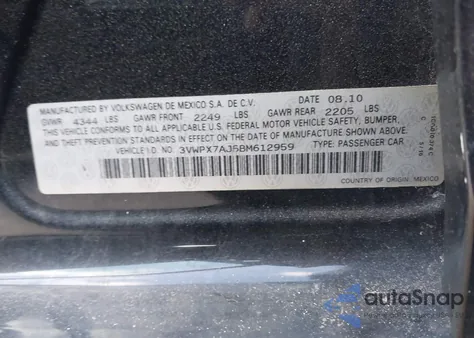 MANUFACTURED BY VOLKSWAGEN DE MEXICO S.A. DE C.V. DATE 08.10
GVWR 4344 LBS GAWR FRONT 2249 LBS GAWR REAR 2205 LBS
THIS VEHICLE CONFORMS TO ALL APPLICABLE U.S. FEDERAL MOTOR VEHICLE SAFETY, BUMPER,
AND THEFT PREVENTION STANDARDS IN EFFECT ON THE DATE OF MANUFACTURE SHOWN ABOVE.
VEHICLE I.D. NO. 3VWPX7AJ5BM612959 TYPE: PASSENGER CAR
COUNTRY OF ORIGIN: MEXICO
autaSnap